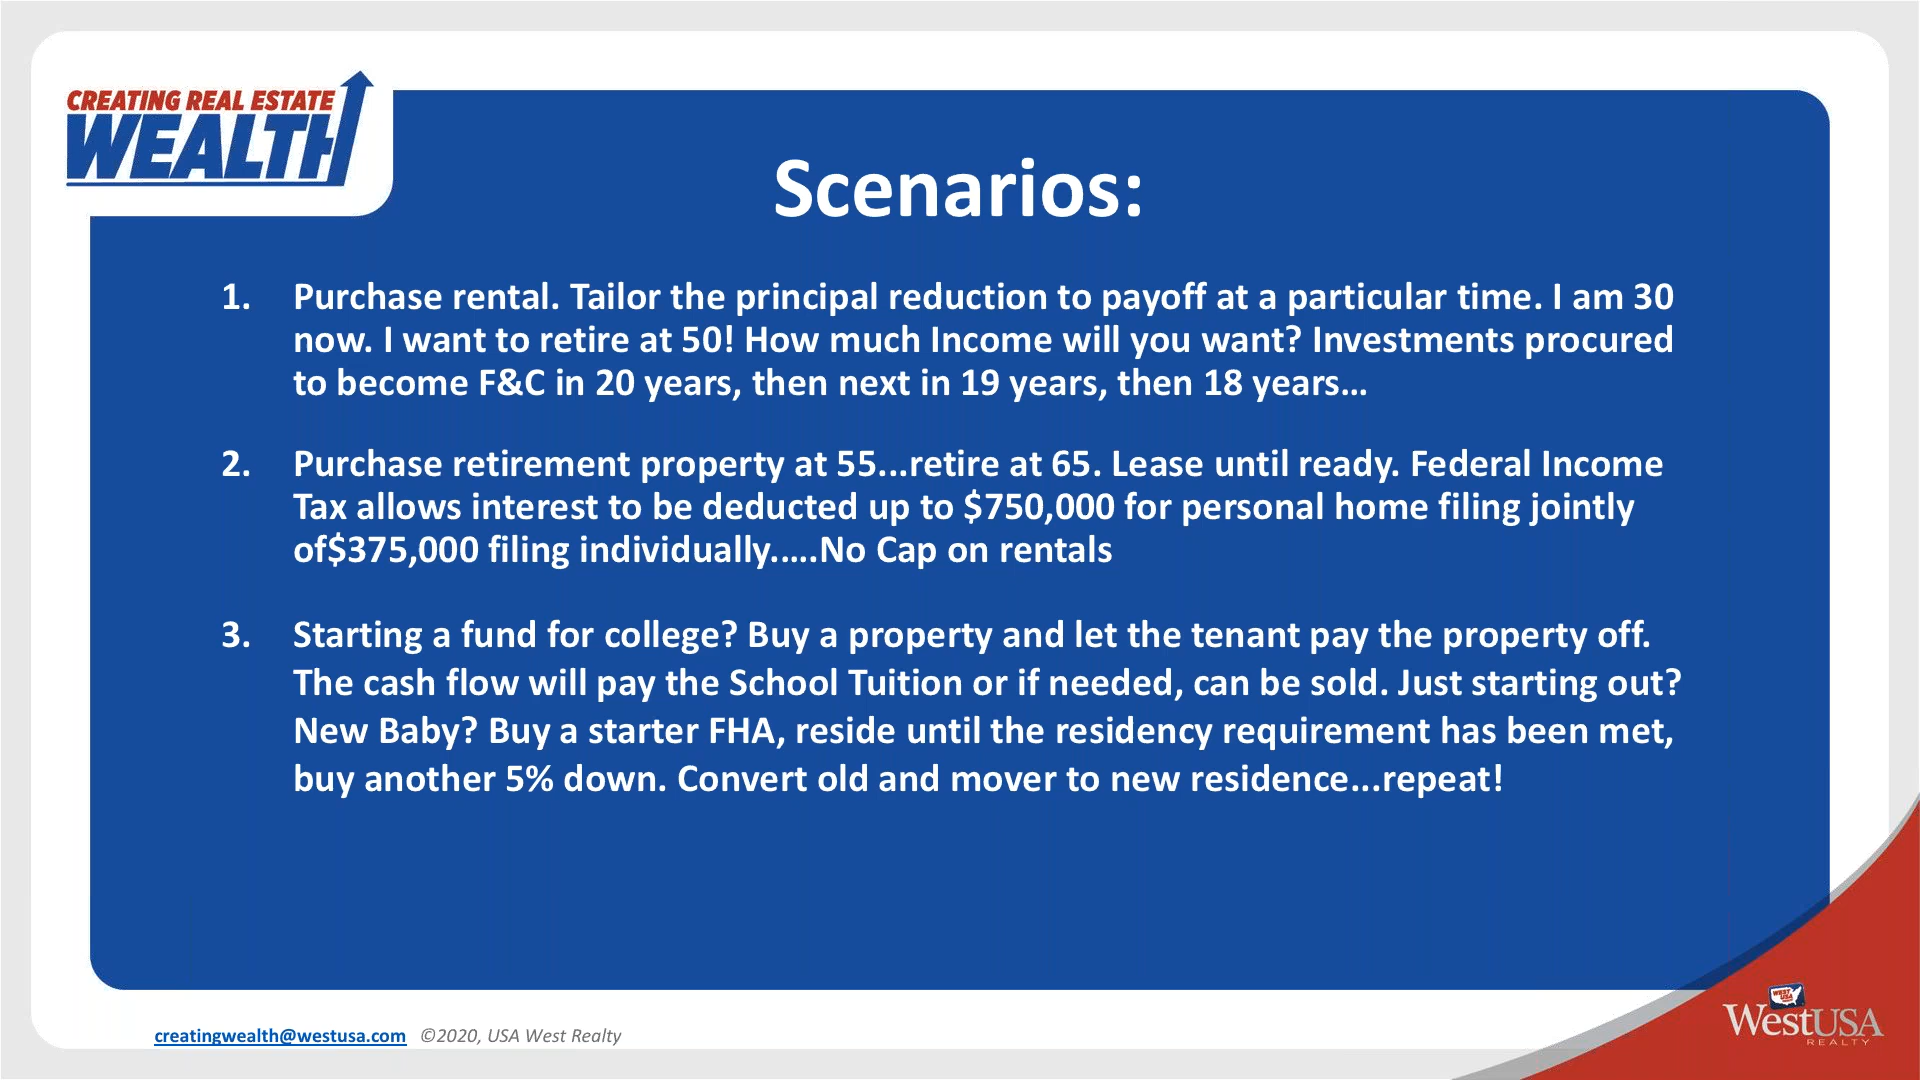 CREATING REAL ESTATE
WEALTH
Scenarios:
1. Purchase rental. Tailor the principal reduction to payoff at a particular time. I am 30
now. I want to retire at 50! How much Income will you want? Investments procured
to become F&C in 20 years, then next in 19 years, then 18 years...
2. Purchase retirement property at 55...retire at 65. Lease until ready. Federal Income
Tax allows interest to be deducted up to $750,000 for personal home filing jointly
of$375,000 filing individually.....No Cap on rentals
3. Starting a fund for college? Buy a property and let the tenant pay the property off.
The cash flow will pay the School Tuition or if needed, can be sold. Just starting out?
New Baby? Buy a starter FHA, reside until the residency requirement has been met,
buy another 5% down. Convert old and mover to new residence...repeat!
WEST
USA
WestUSA
REALTY
creatingwealth@westusa.com ©2020, USA West Realty